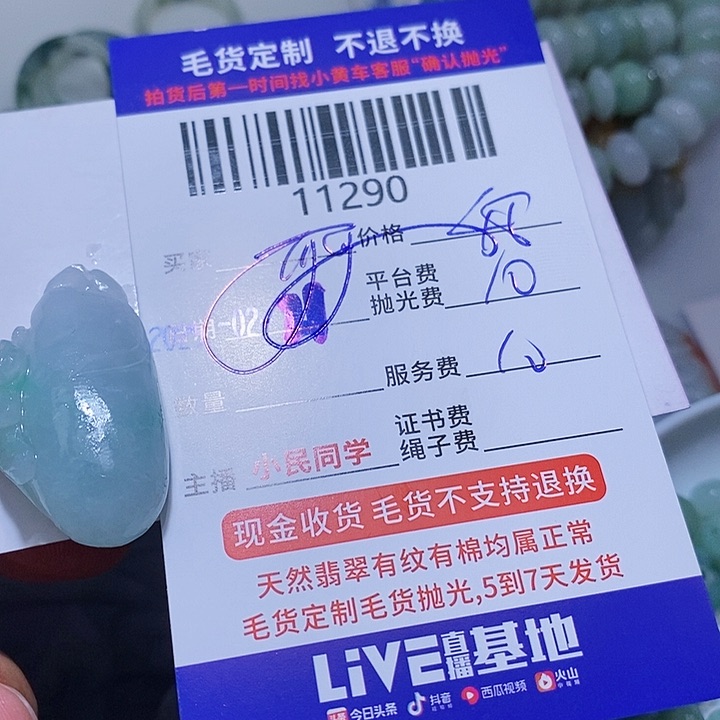 毛货定制 不退不换
拍货后第一时间找小黄车客服“确认抛光”
11290
价格
平台费
抛光费 10
服务费 10
数量
证书费
绳子费
主播 小民同学
现金收货 毛货不支持退换
天然翡翠有纹有棉均属正常
毛货定制毛货抛光,5到7天发货
LiVE直播基地
今日头条 抖音 西瓜视频 火山